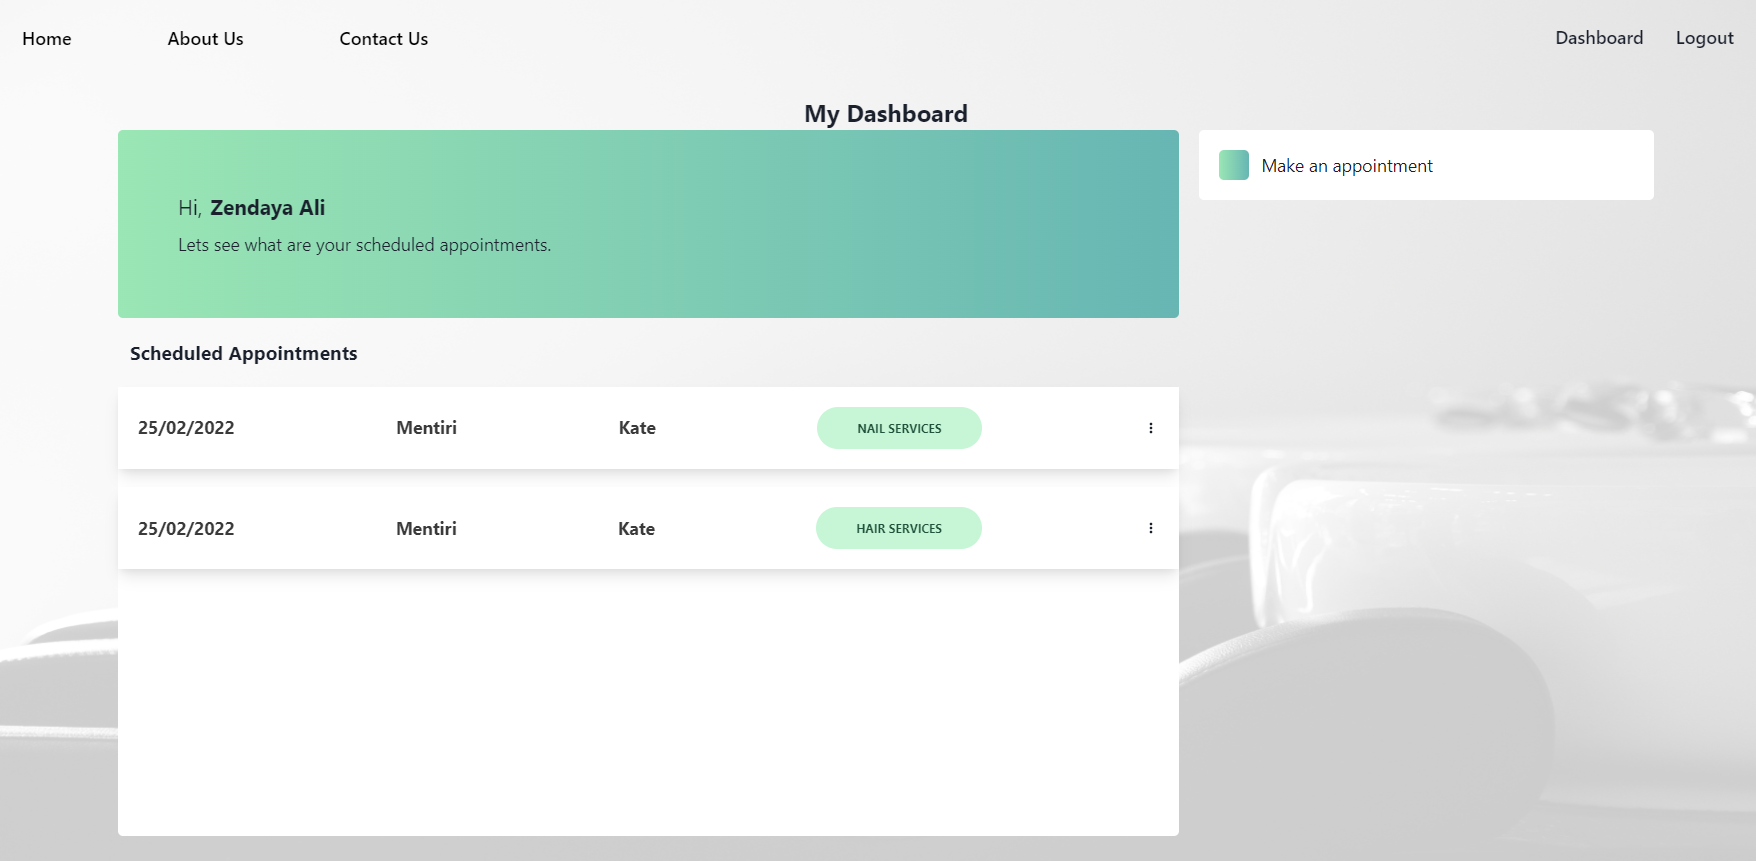 Home About Us Contact Us Dashboard Logout
My Dashboard
Hi, Zendaya Ali
Lets see what are your scheduled appointments.
Make an appointment
Scheduled Appointments
25/02/2022 Mentiri Kate NAIL SERVICES
25/02/2022 Mentiri Kate HAIR SERVICES